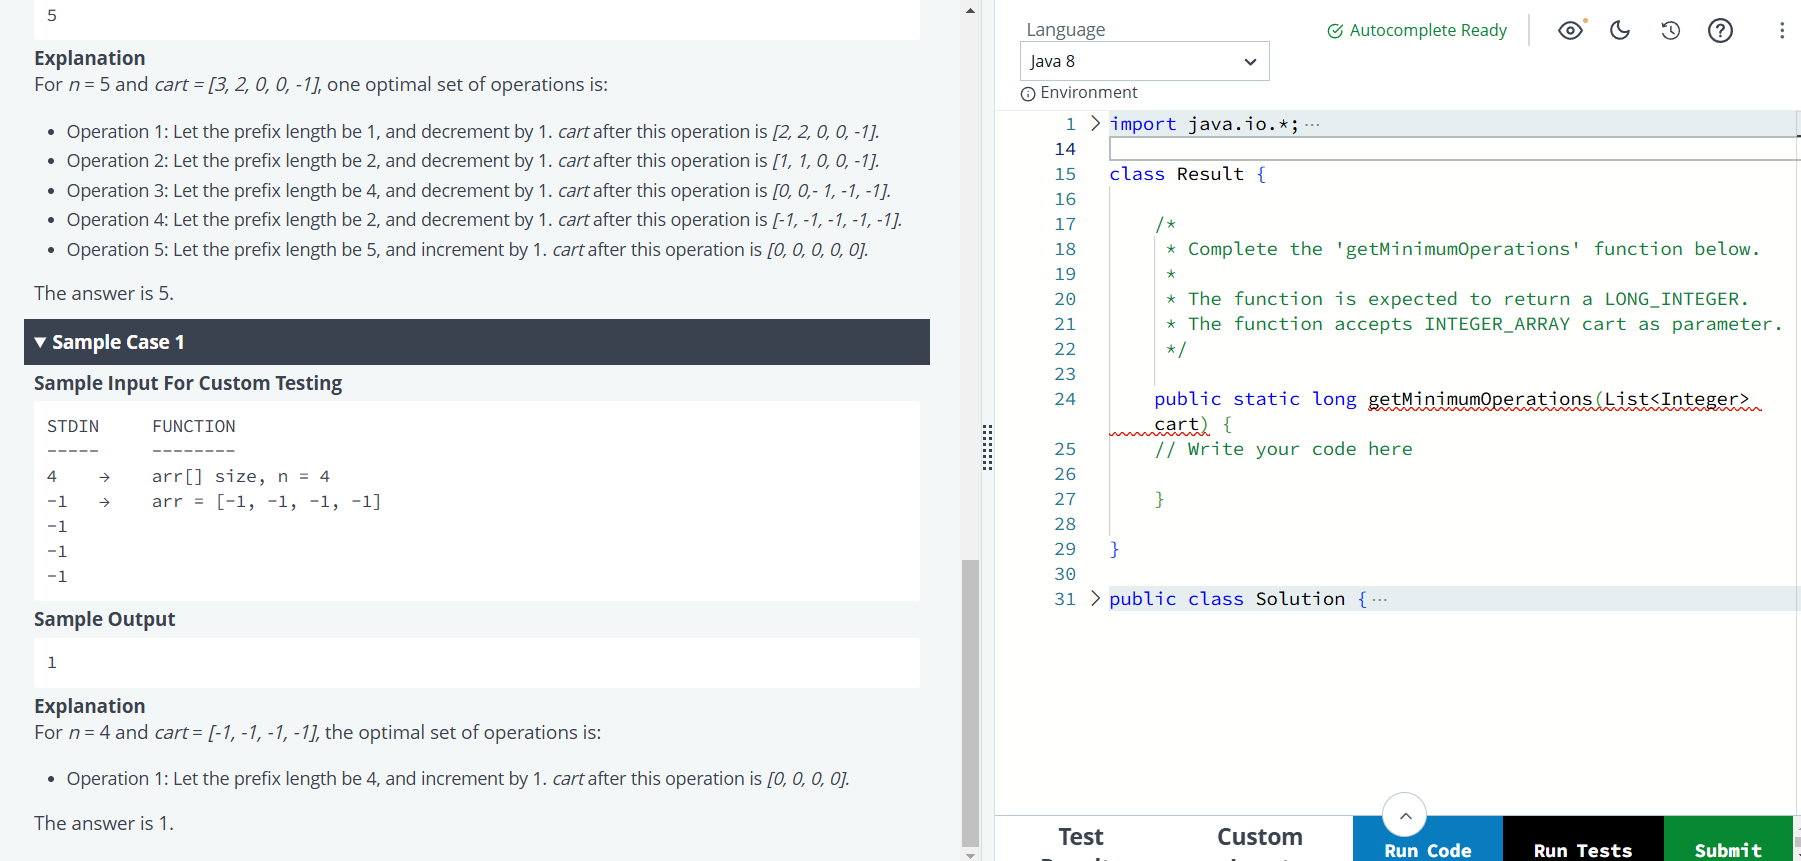 5
Explanation
For n = 5 and cart = [3, 2, 0, 0, -1], one optimal set of operations is:
• Operation 1: Let the prefix length be 1, and decrement by 1. cart after this operation is [2, 2, 0, 0, -1].
• Operation 2: Let the prefix length be 2, and decrement by 1. cart after this operation is [1, 1, 0, 0, -1].
• Operation 3: Let the prefix length be 4, and decrement by 1. cart after this operation is [0, 0,- 1, -1, -1].
• Operation 4: Let the prefix length be 2, and decrement by 1. cart after this operation is [-1, -1, -1, -1, -1].
• Operation 5: Let the prefix length be 5, and increment by 1. cart after this operation is [0, 0, 0, 0, 0].
The answer is 5.
▼ Sample Case 1
Sample Input For Custom Testing
STDIN FUNCTION
----- --------
4 → arr[] size, n = 4
-1 → arr = [-1, -1, -1, -1]
-1
-1
-1
Sample Output
1
Explanation
For n = 4 and cart = [-1, -1, -1, -1], the optimal set of operations is:
• Operation 1: Let the prefix length be 4, and increment by 1. cart after this operation is [0, 0, 0, 0].
The answer is 1.
Language
Autocomplete Ready
Java 8
Environment
1 import java.io.*; ···
14
15 class Result {
16
17 /*
18 * Complete the 'getMinimumOperations' function below.
19 *
20 * The function is expected to return a LONG_INTEGER.
21 * The function accepts INTEGER_ARRAY cart as parameter.
22 */
23
24 public static long getMinimumOperations(List<Integer>
cart) {
25 // Write your code here
26
27 }
28
29 }
30
31 public class Solution { ···
Test
Custom
Run Code
Run Tests
Submit